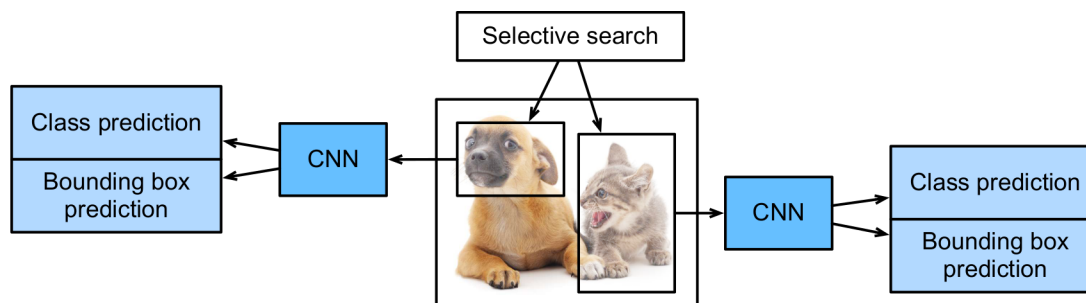 Selective search
Class prediction
Bounding box
prediction
CNN
CNN
Class prediction
Bounding box
prediction